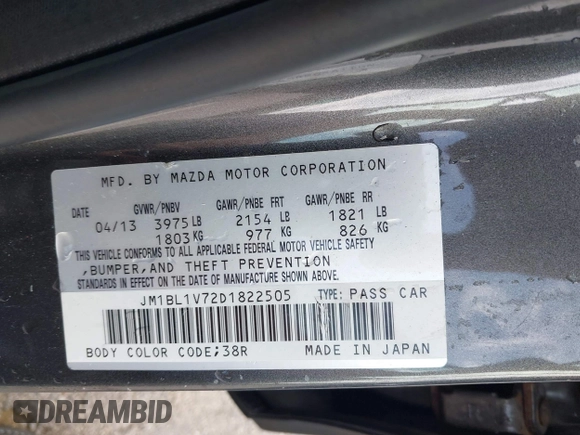 MFD. BY MAZDA MOTOR CORPORATION
DATE GVWR/PNBV GAWR/PNBE FRT GAWR/PNBE RR
04/13 3975 LB 2154 LB 1821 LB
1803 KG 977 KG 826 KG
THIS VEHICLE CONFORMS TO ALL APPLICABLE FEDERAL MOTOR VEHICLE SAFETY
,BUMPER,AND THEFT PREVENTION
STANDARDS IN EFFECT ON THE DATE OF MANUFACTURE SHOWN ABOVE.
JM1BL1V72D1822505 TYPE: PASS CAR
BODY COLOR CODE;38R MADE IN JAPAN
DREAMBID